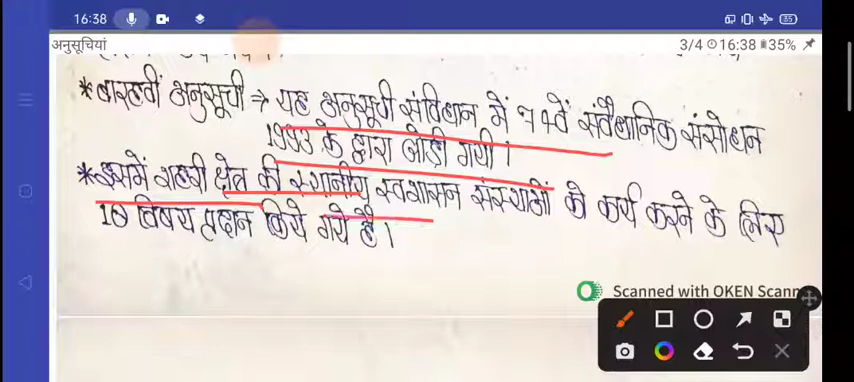 16:38 35
अनुसूचियां 3/4 16:38 35%
*बारहवीं अनुसूची → यह अनुसूची संविधान में 74वें संवैधानिक संसोधन
1993 के द्वारा जोड़ी गयी।
*इसमें शहरी क्षेत्र की स्थानीय स्वशासन संस्थाओं को कार्य करने के लिए
18 विषय प्रदान किये गये है।
Scanned with OKEN Scann